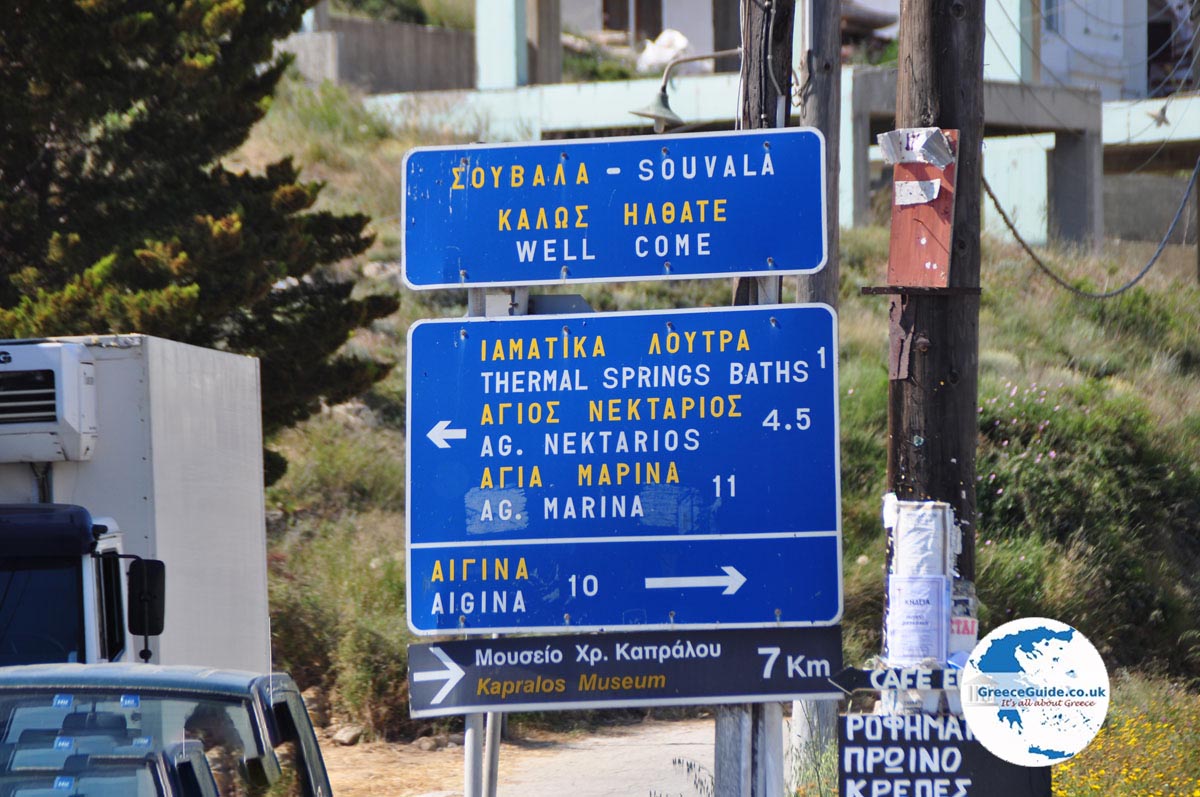 ΣΟΥΒΑΛΑ - SOUVALA
ΚΑΛΩΣ ΗΛΘΑΤΕ
WELL COME
ΙΑΜΑΤΙΚΑ ΛΟΥΤΡΑ
THERMAL SPRINGS BATHS 1
ΑΓΙΟΣ ΝΕΚΤΑΡΙΟΣ
AG. NEKTARIOS 4.5
ΑΓΙΑ ΜΑΡΙΝΑ
AG. MARINA 11
ΑΙΓΙΝΑ
AIGINA 10
Μουσείο Χρ. Καπράλου
Kapralos Museum 7 Km
CAFE
ΡΟΦΗΜΑΤ
ΠΡΩΙΝΟ
ΚΡΕΠΕΣ
GreeceGuide.co.uk
It's all about Greece